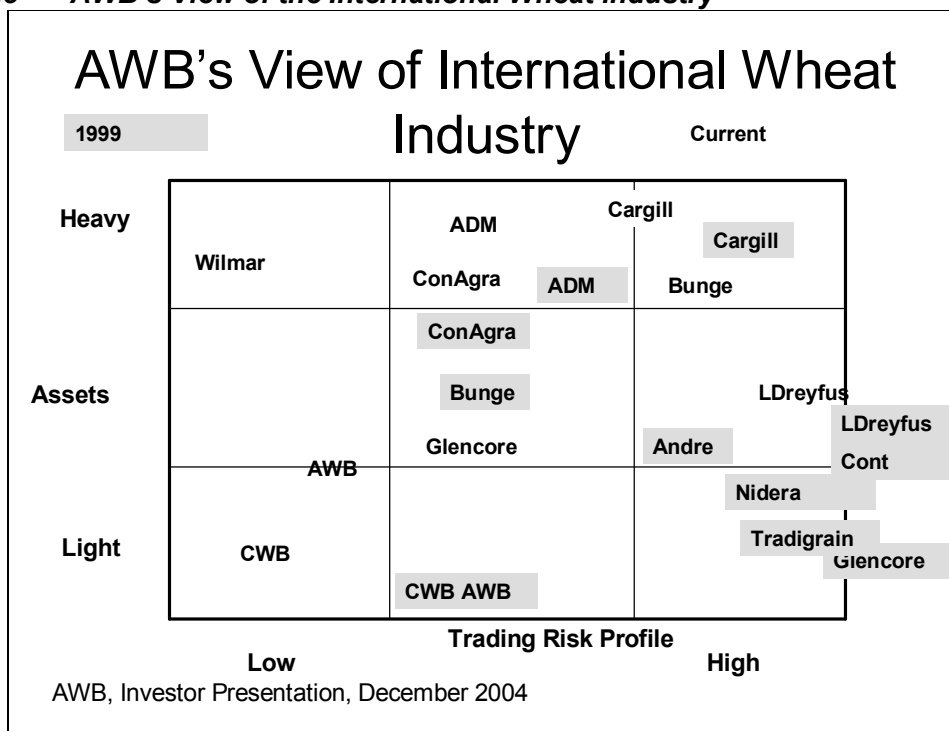 AWB's View of the International Wheat Industry
AWB's View of International Wheat
Industry
1999
Current
Heavy
Cargill
ADM
Cargill
Wilmar
ConAgra
ADM
Bunge
ConAgra
Assets
Bunge
LDreyfus
LDreyfus
Glencore
Andre
Cont
AWB
Nidera
Light
CWB
Tradigrain
Glencore
CWB AWB
Trading Risk Profile
Low
High
AWB, Investor Presentation, December 2004